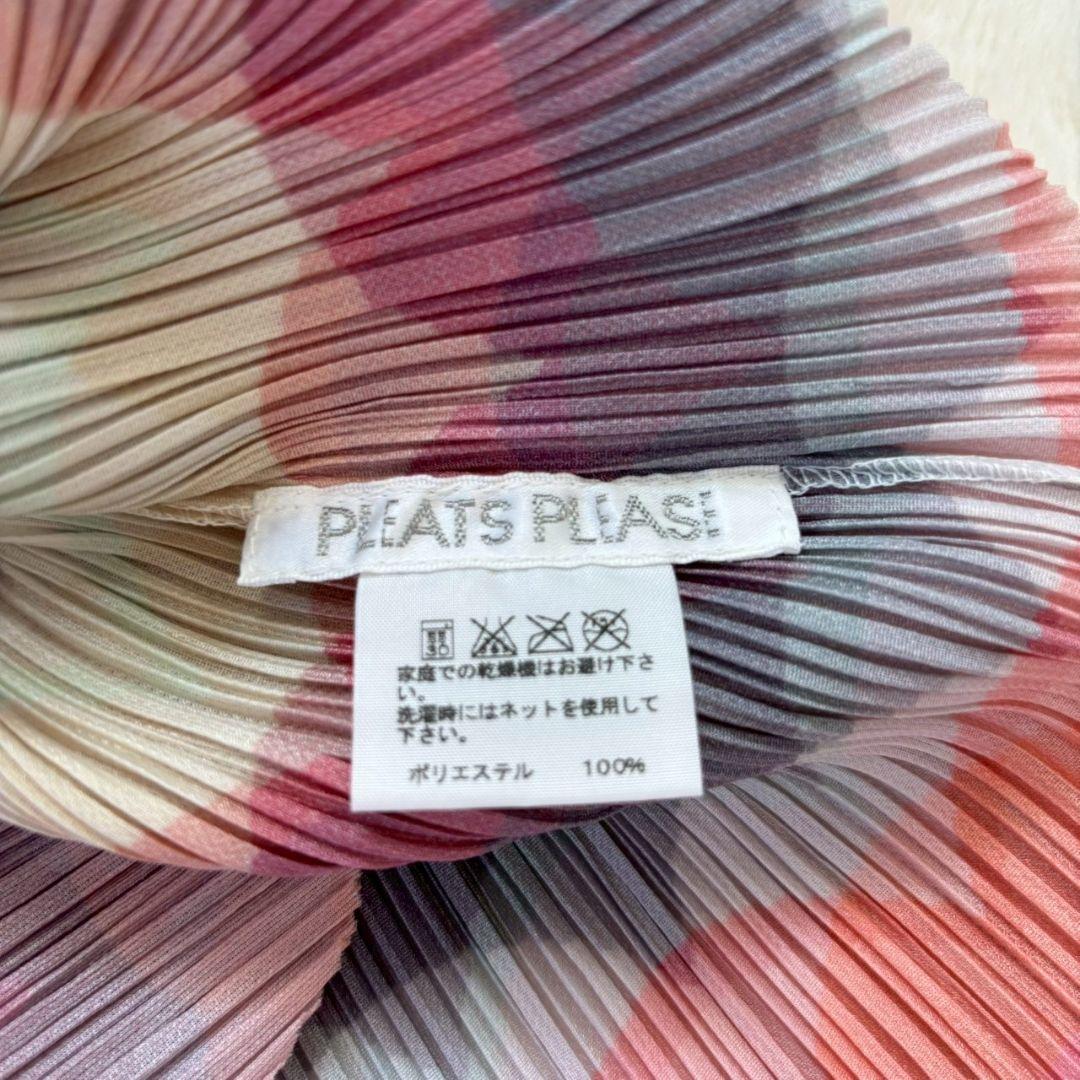 PLEATS PLEASE
家庭での乾燥機はお避け下さ
い。
洗濯時にはネットを使用して
下さい。
ポリエステル 100%